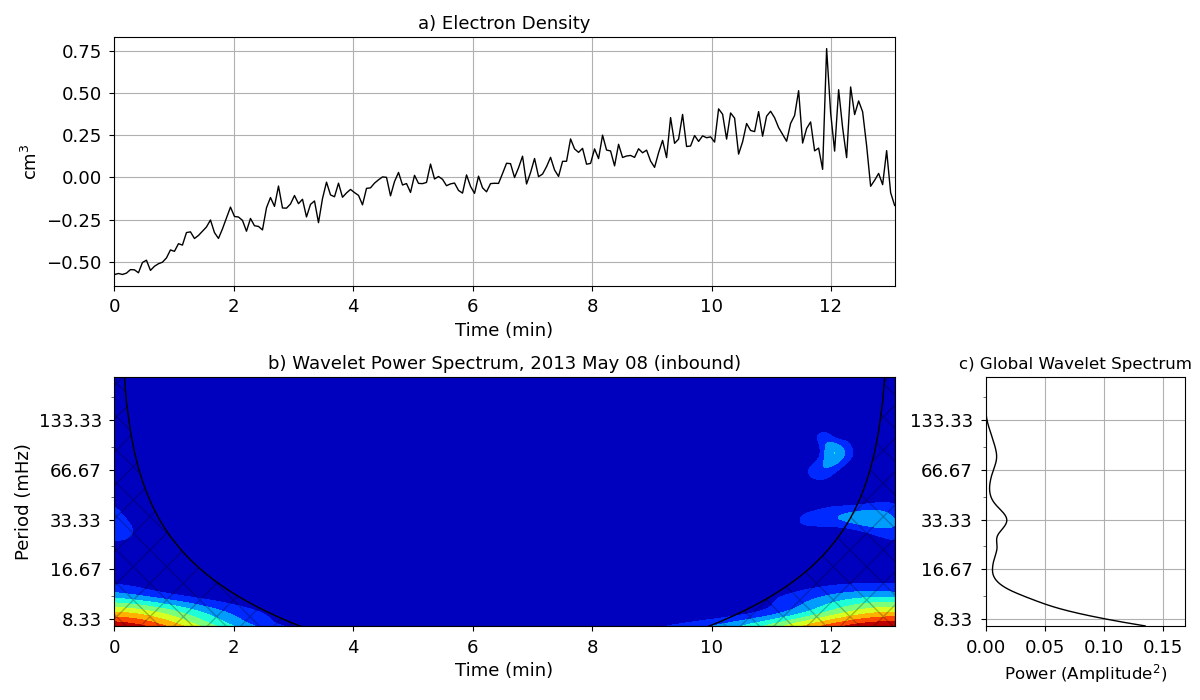 a) Electron Density
0.75
0.50
0.25
0.00
−0.25
−0.50
cm³
0 2 4 6 8 10 12
Time (min)
b) Wavelet Power Spectrum, 2013 May 08 (inbound)
133.33
66.67
33.33
16.67
8.33
Period (mHz)
0 2 4 6 8 10 12
Time (min)
c) Global Wavelet Spectrum
133.33
66.67
33.33
16.67
8.33
0.00 0.05 0.10 0.15
Power (Amplitude²)